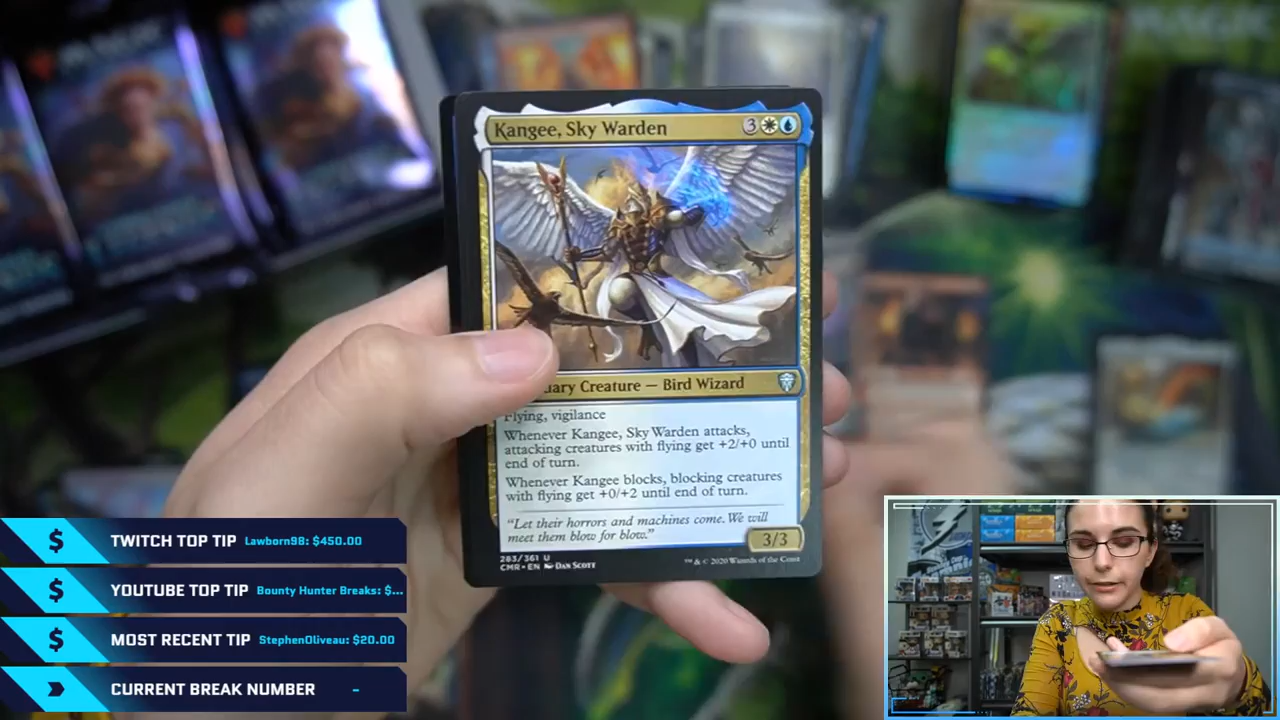 MAGIC
Kangee, Sky Warden
3
dary Creature — Bird Wizard
Flying, vigilance
Whenever Kangee, Sky Warden attacks,
attacking creatures with flying get +2/+0 until
end of turn.
Whenever Kangee blocks, blocking creatures
with flying get +0/+2 until end of turn.
"Let their horrors and machines come. We will
meet them blow for blow."
3/3
283/361 U
CMR • EN Dan Scott
™ & © 2020 Wizards of the Coast
$ TWITCH TOP TIP Lawborn98: $450.00
$ YOUTUBE TOP TIP Bounty Hunter Breaks: $...
$ MOST RECENT TIP StephenOliveau: $20.00
CURRENT BREAK NUMBER -